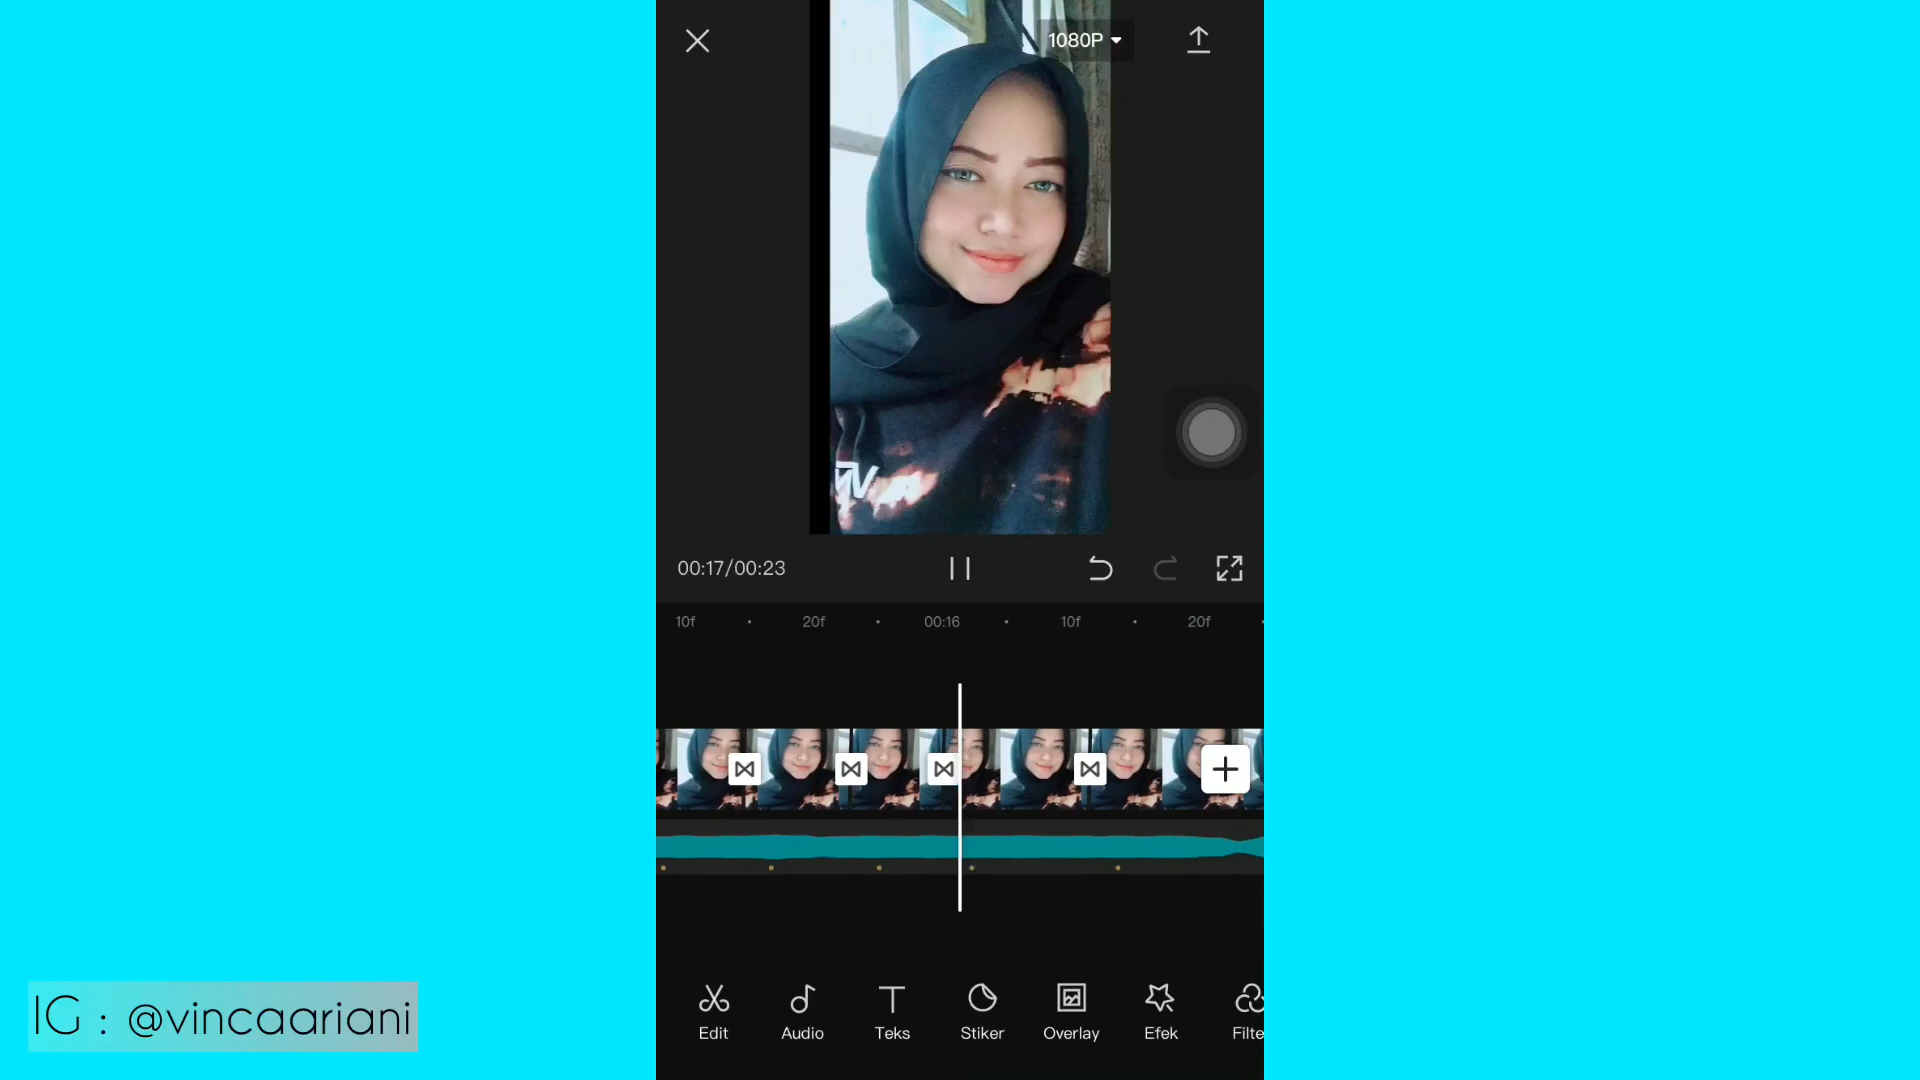 1080P
00:17/00:23
10f 20f 00:16 10f 20f
Edit Audio Teks Stiker Overlay Efek Filte
IG : @vincaariani